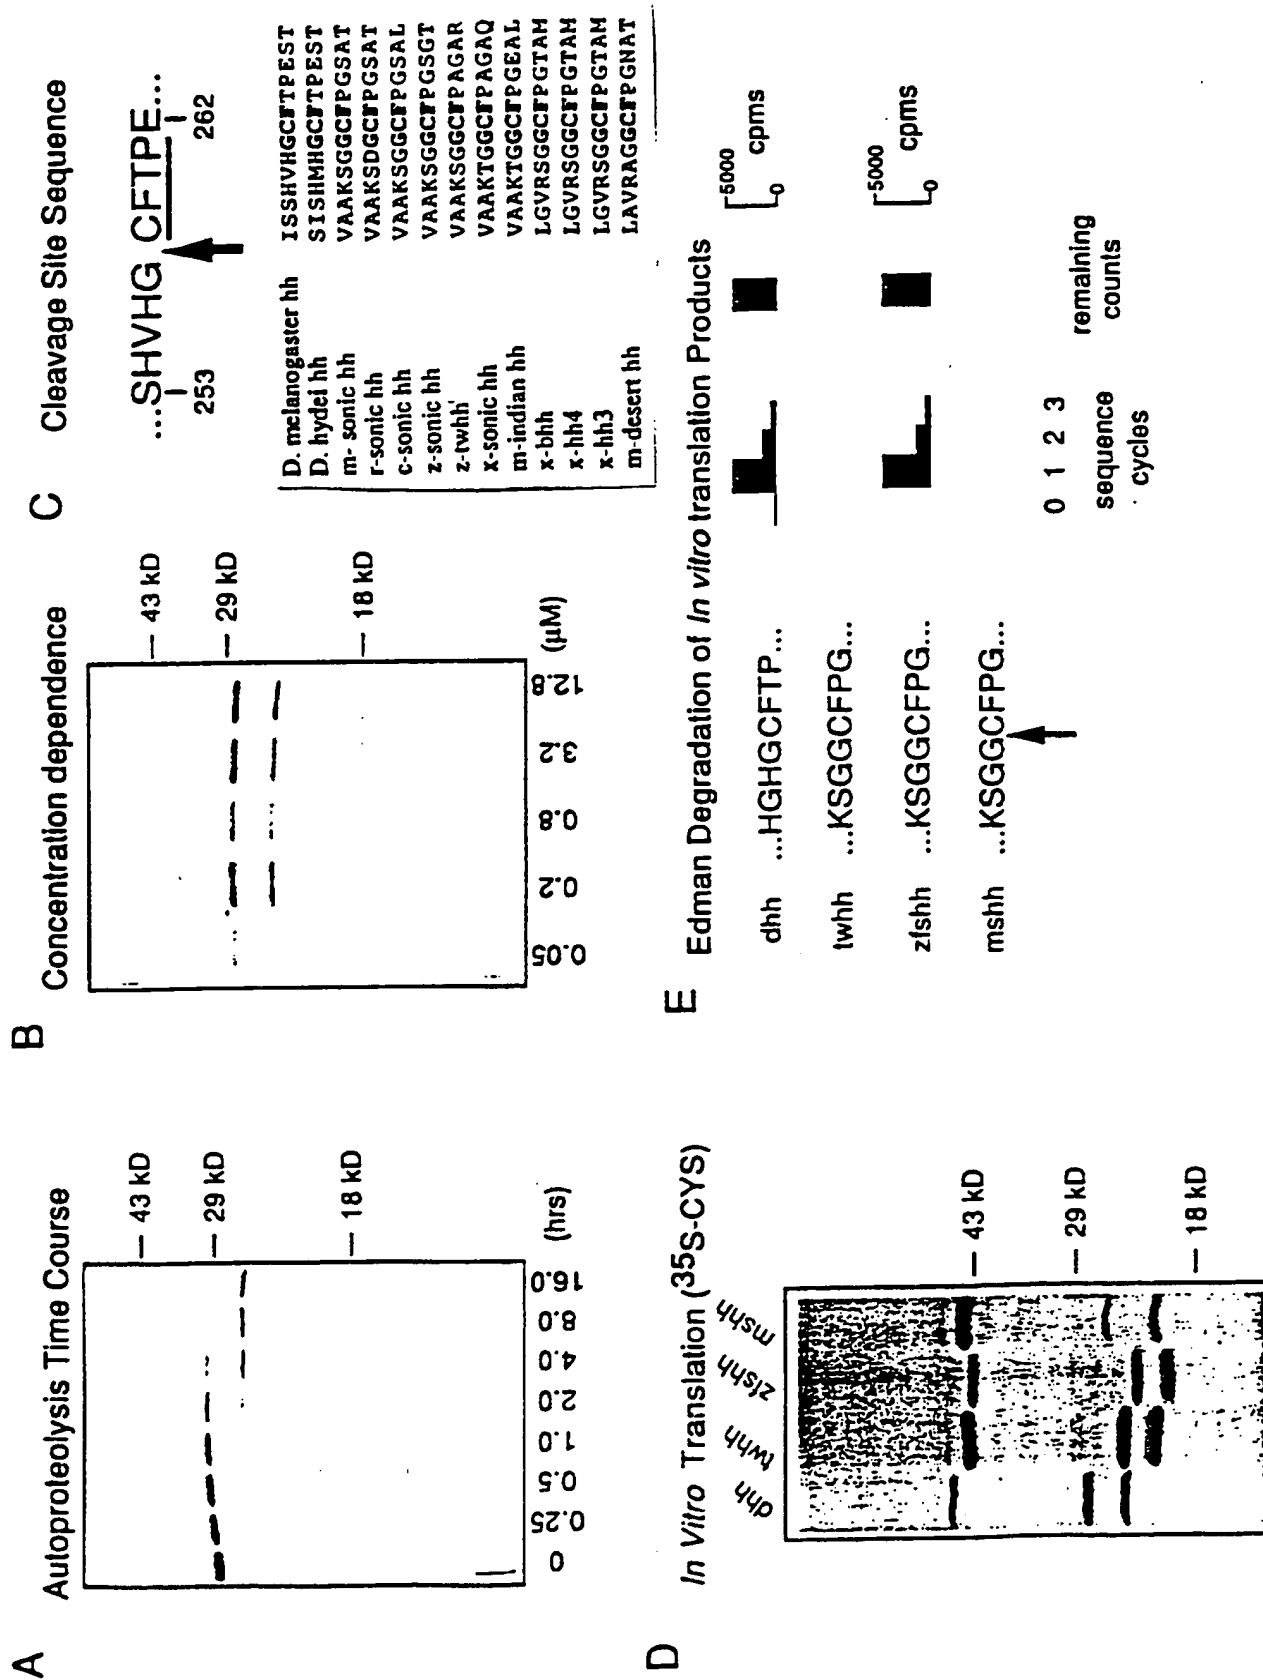 A
Autoproteolysis Time Course
43 kD
29 kD
18 kD
0 0.25 0.5 1.0 2.0 4.0 8.0 16.0 (hrs)
B
Concentration dependence
43 kD
29 kD
18 kD
0.05 0.2 0.8 3.2 12.8 (μM)
C
Cleavage Site Sequence
...SHVHG CFTPE...
253 262
D. melanogaster hh ISSHVHGCFTPEST
D. hydei hh SISHMHGCFTPEST
m- sonic hh VAAKSGGCFPGSAT
r-sonic hh VAAKSDGCFPGSAT
c-sonic hh VAAKSGGCFPGSAL
z-sonic hh VAAKSGGCFPGSGT
z-twhh VAAKSGGCFPAGAR
x-sonic hh VAAKTGGCFPAGAQ
m-indian hh VAAKTGGCFPGEAL
x-bhh LGVRSGGCFPGTAM
x-hh4 LGVRSGGCFPGTAM
x-hh3 LGVRSGGCFPGTAM
m-desert hh LAVRAGGCFPGNAT
D
In Vitro Translation (35S-CYS)
dhh twhh zfshh mshh
43 kD
29 kD
18 kD
E
Edman Degradation of In vitro translation Products
dhh ...HGHGCFTP...
5000
0
cpms
twhh ...KSGGCFPG...
zfshh ...KSGGCFPG...
5000
0
cpms
mshh ...KSGGCFPG...
0 1 2 3
sequence cycles
remaining counts